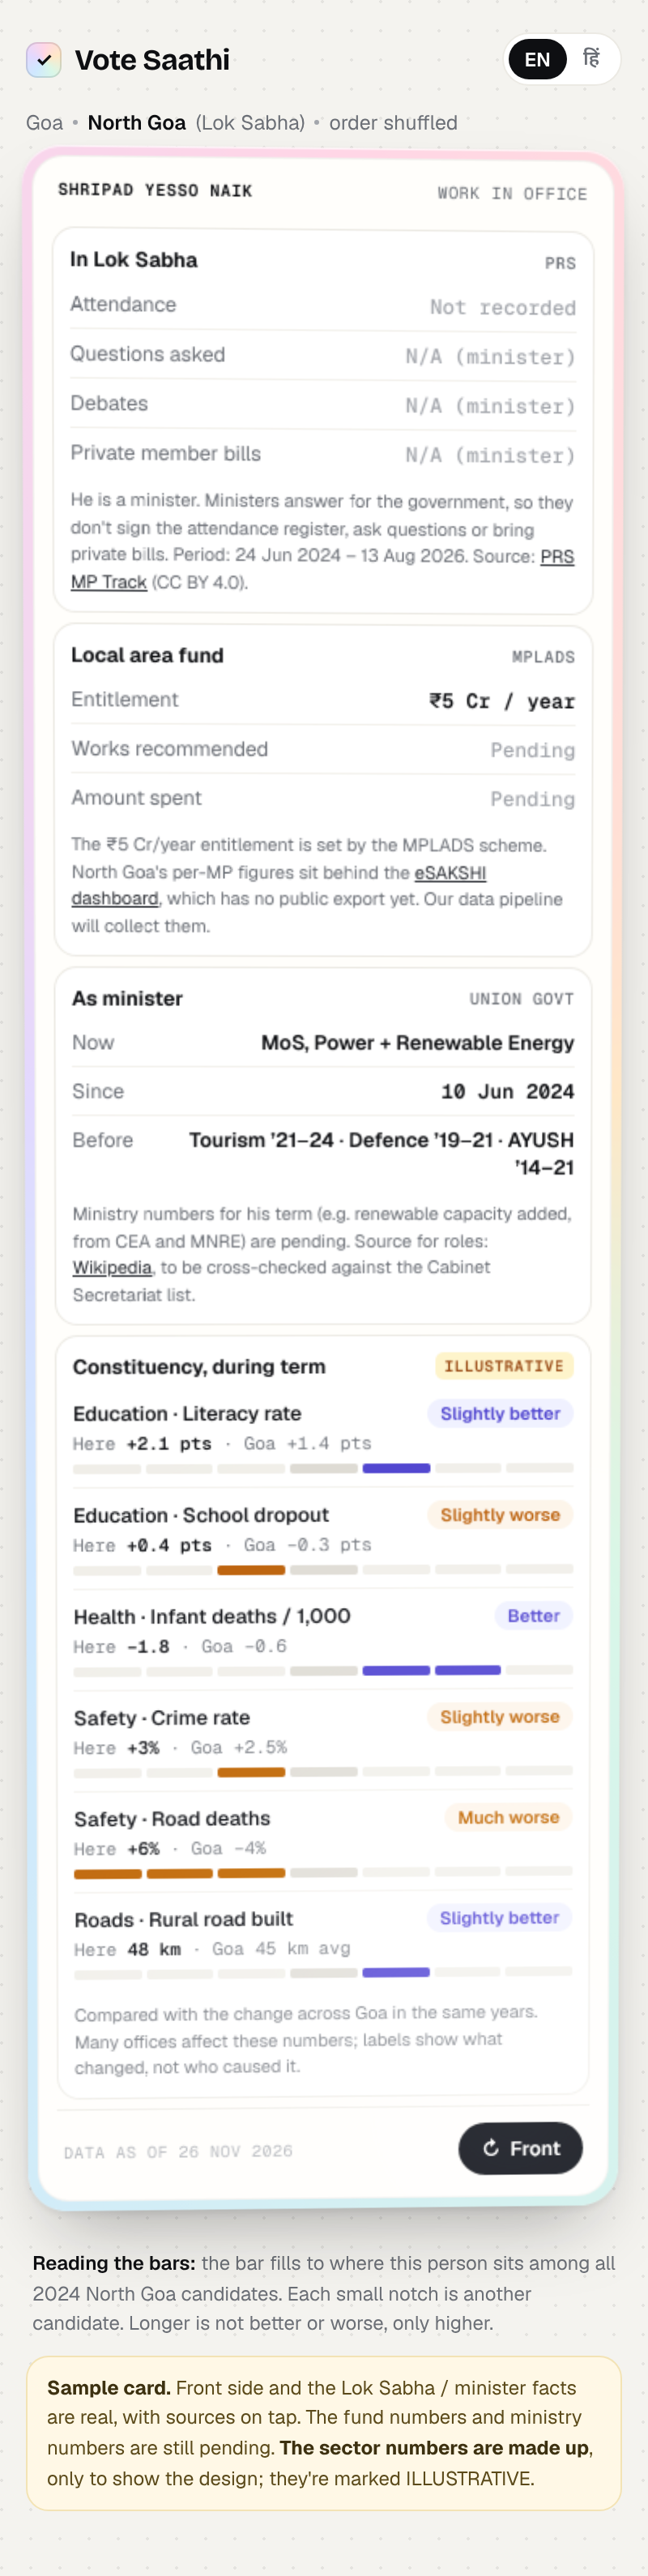 Vote Saathi
EN
हिं
Goa • North Goa (Lok Sabha) • order shuffled
SHRIPAD YESSO NAIK
WORK IN OFFICE
In Lok Sabha
PRS
Attendance
Not recorded
Questions asked
N/A (minister)
Debates
N/A (minister)
Private member bills
N/A (minister)
He is a minister. Ministers answer for the government, so they
don't sign the attendance register, ask questions or bring
private bills. Period: 24 Jun 2024 – 13 Aug 2026. Source: PRS
MP Track (CC BY 4.0).
Local area fund
MPLADS
Entitlement
₹5 Cr / year
Works recommended
Pending
Amount spent
Pending
The ₹5 Cr/year entitlement is set by the MPLADS scheme.
North Goa's per-MP figures sit behind the eSAKSHI
dashboard, which has no public export yet. Our data pipeline
will collect them.
As minister
UNION GOVT
Now
MoS, Power + Renewable Energy
Since
10 Jun 2024
Before
Tourism ’21–24 · Defence ’19–21 · AYUSH
’14–21
Ministry numbers for his term (e.g. renewable capacity added,
from CEA and MNRE) are pending. Source for roles:
Wikipedia, to be cross-checked against the Cabinet
Secretariat list.
Constituency, during term
ILLUSTRATIVE
Education · Literacy rate
Slightly better
Here +2.1 pts · Goa +1.4 pts
Education · School dropout
Slightly worse
Here +0.4 pts · Goa −0.3 pts
Health · Infant deaths / 1,000
Better
Here −1.8 · Goa −0.6
Safety · Crime rate
Slightly worse
Here +3% · Goa +2.5%
Safety · Road deaths
Much worse
Here +6% · Goa −4%
Roads · Rural road built
Slightly better
Here 48 km · Goa 45 km avg
Compared with the change across Goa in the same years.
Many offices affect these numbers; labels show what
changed, not who caused it.
DATA AS OF 26 NOV 2026
↻ Front
Reading the bars: the bar fills to where this person sits among all
2024 North Goa candidates. Each small notch is another
candidate. Longer is not better or worse, only higher.
Sample card. Front side and the Lok Sabha / minister facts
are real, with sources on tap. The fund numbers and ministry
numbers are still pending. The sector numbers are made up,
only to show the design; they're marked ILLUSTRATIVE.